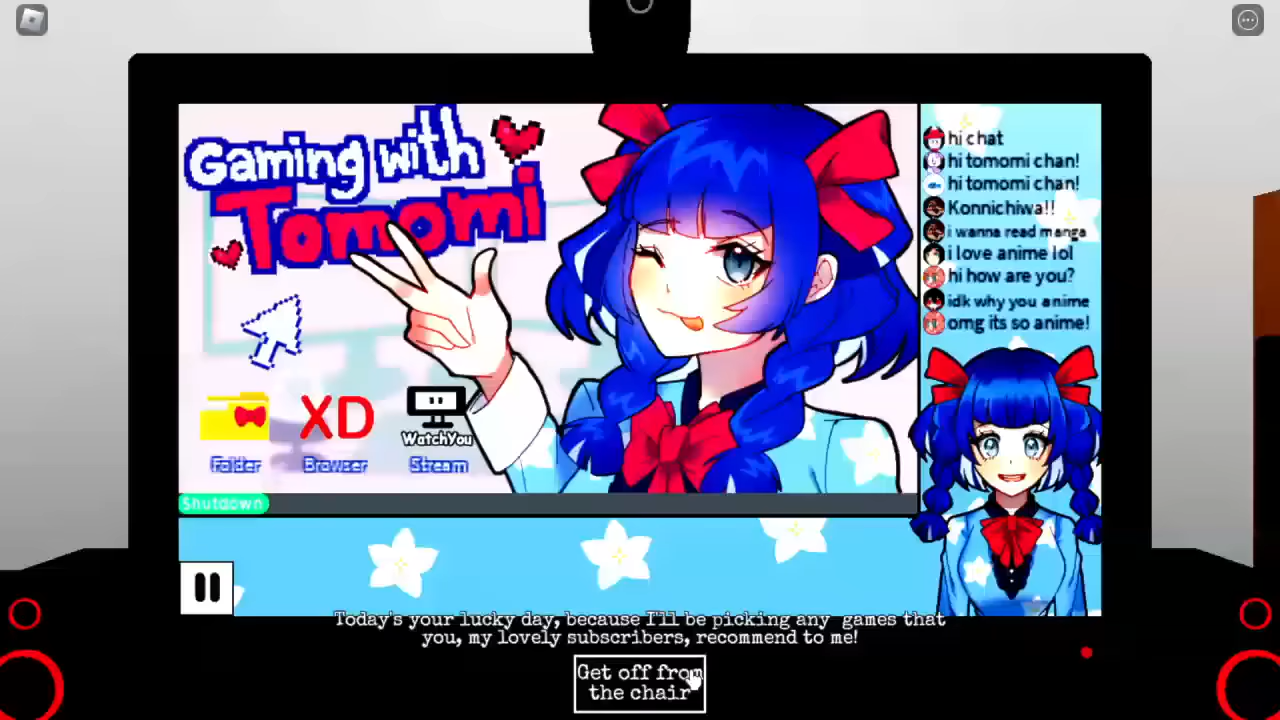 Gaming with
Tomomi
XD
WatchYou
Folder
Browser
Stream
Shutdown
hi chat
hi tomomi chan!
hi tomomi chan!
Konnichiwa!!
i wanna read manga
i love anime lol
hi how are you?
idk why you anime
omg its so anime!
Today's your lucky day, because I'll be picking any games that
you, my lovely subscribers, recommend to me!
Get off from
the chair